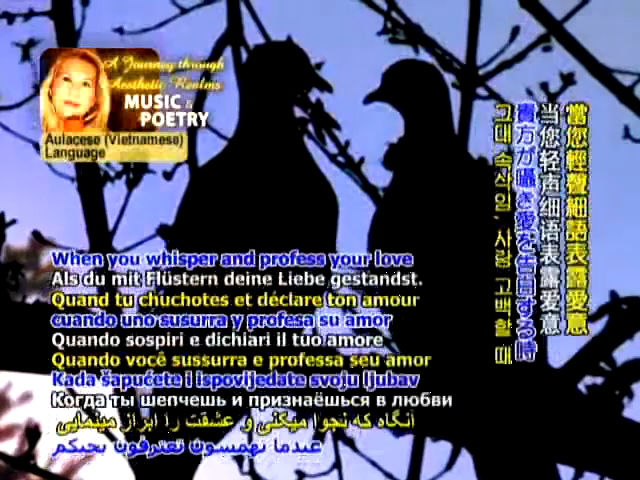 A Journey through
Aesthetic Realms
MUSIC &
POETRY
Aulacese (Vietnamese)
Language
When you whisper and profess your love
Als du mit Flüstern deine Liebe gestandst.
Quand tu chuchotes et déclare ton amour
cuando uno susurra y profesa su amor
Quando sospiri e dichiari il tuo amore
Quando você sussurra e professa seu amor
Kada šapućete i ispovijedate svoju ljubav
Когда ты шепчешь и признаёшься в любви
آنگاه که نجوا میکنی و عشقت را ابراز مینمایی
عندما تهمسون تعترفون بحبكم
當您輕聲細語表露愛意
当您轻声细语表露爱意
貴方が囁き愛を告白する時
그대 속삭임, 사랑 고백할 때